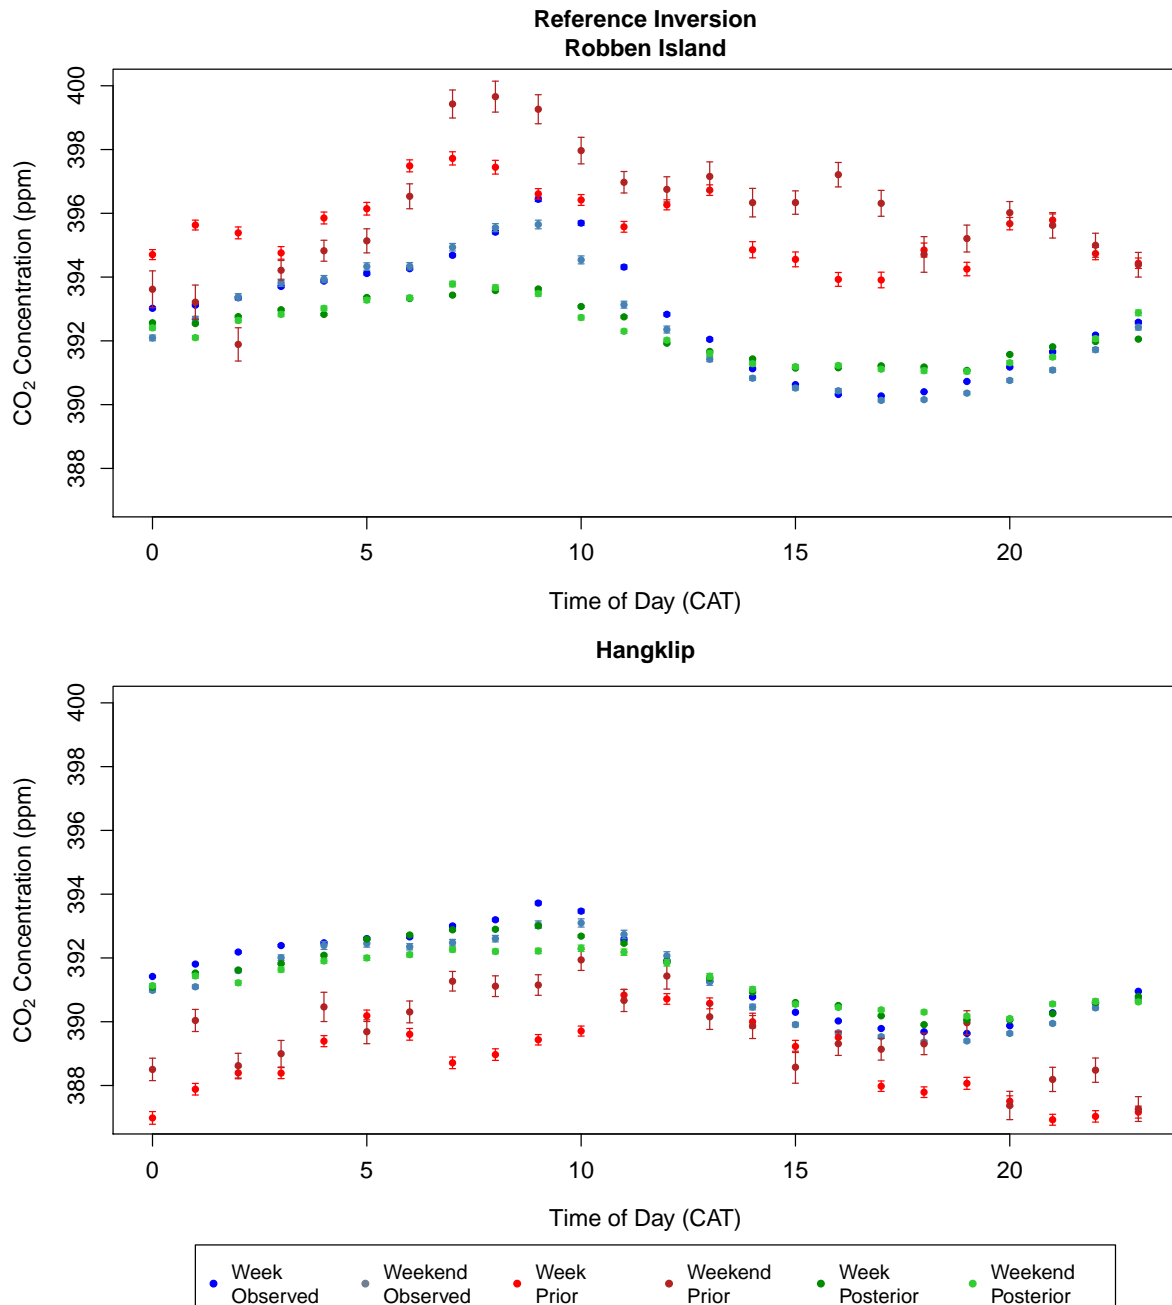 Reference Inversion
Robben Island
CO2 Concentration (ppm)
400
398
396
394
392
390
388
0 5 10 15 20
Time of Day (CAT)
Hangklip
CO2 Concentration (ppm)
400
398
396
394
392
390
388
0 5 10 15 20
Time of Day (CAT)
Week Weekend Week Weekend Week Weekend
Observed Observed Prior Prior Posterior Posterior